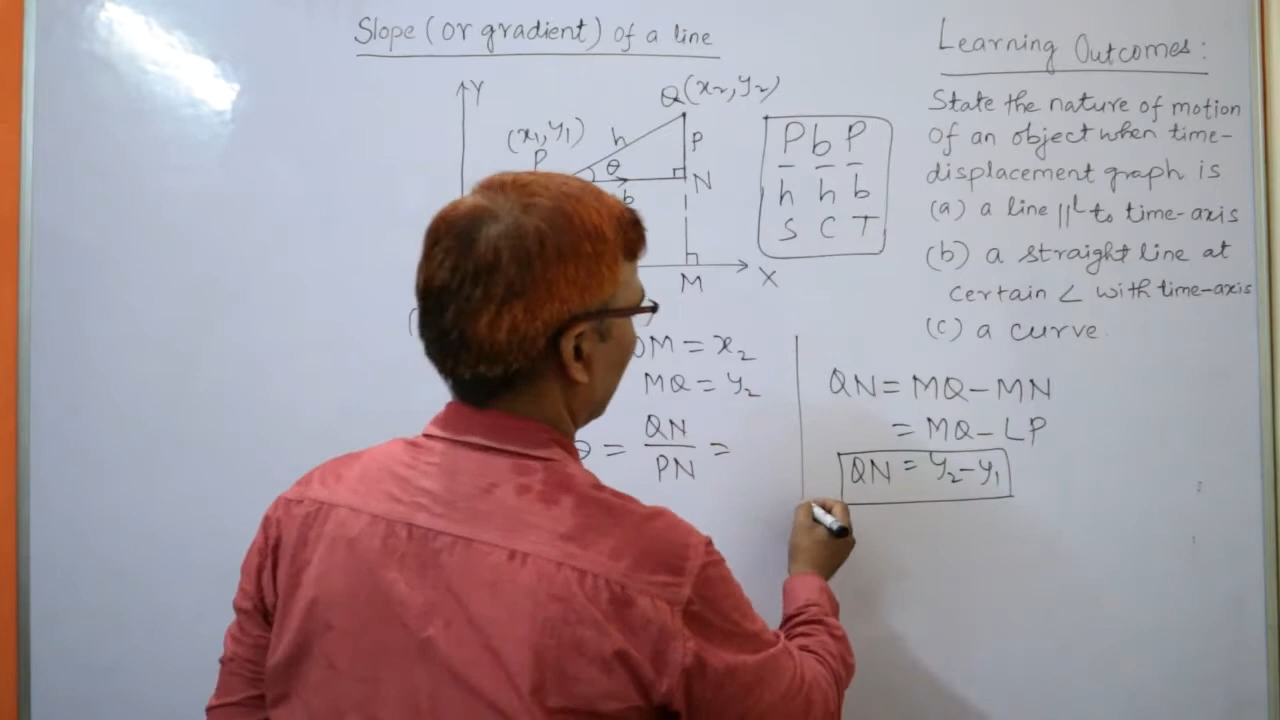 Slope (or gradient) of a line
Y
Q(x2, y2)
(x1, y1)
P
h
P
θ
N
b
M
X
P b P
h h b
S C T
Learning Outcomes:
State the nature of motion
of an object when time-
displacement graph is
(a) a line ||L to time-axis
(b) a straight line at
certain ∠ with time-axis
(c) a curve
OM = x2
MQ = y2
θ = QN/PN =
QN = MQ - MN
= MQ - LP
QN = y2 - y1